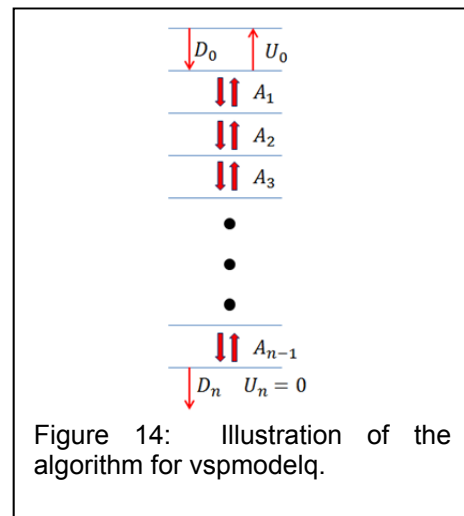 D₀ U₀
A₁
A₂
A₃
Aₙ₋₁
Dₙ Uₙ = 0
Figure 14: Illustration of the
algorithm for vspmodelq.